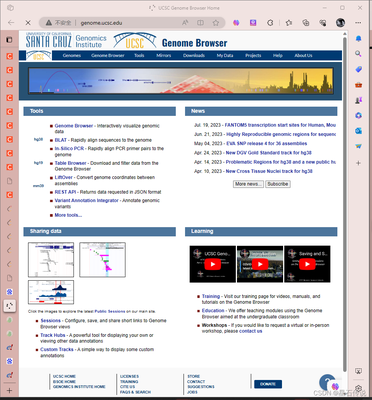 UCSC Genome Browser Home
genome.ucsc.edu
UNIVERSITY OF CALIFORNIA
SANTA CRUZ Genomics Institute
UCSC Genome Browser
Genomes Genome Browser Tools Mirrors Downloads My Data Projects Help About Us
Tools
Genome Browser - Interactively visualize genomic data
BLAT - Rapidly align sequences to the genome
In-Silico PCR - Rapidly align PCR primer pairs to the genome
Table Browser - Download and filter data from the Genome Browser
LiftOver - Convert genome coordinates between assemblies
REST API - Returns data requested in JSON format
Variant Annotation Integrator - Annotate genomic variants
More tools...
News
Jul. 19, 2023 - FANTOM5 transcription start sites for Human, Mou
Jun. 21, 2023 - Highly Reproducible genomic regions for sequenc
May 04, 2023 - EVA SNP release 4 for 36 assemblies
Apr. 24, 2023 - New DGV Gold Standard track for hg38
Apr. 14, 2023 - Problematic Regions for hg38 and a new public hu
Apr. 10, 2023 - New Cross Tissue Nuclei track for hg38
More news... Subscribe
Sharing data
Click the images to explore the latest Public Sessions on our main site.
Sessions - Configure, save, and share short links to Genome Browser views
Track Hubs - A powerful tool for displaying your own or viewing other data annotations
Custom Tracks - A simple way to display some custom annotations
Learning
UCSC Geno...
Saving and S...
Training - Visit our training page for videos, manuals, and tutorials on the Genome Browser
Education - We offer teaching modules using the Genome Browser aimed at the undergraduate classroom
Workshops - If you would like to request a virtual or in-person workshop, please contact us
UCSC HOME
BSOE HOME
GENOMICS INSTITUTE HOME
LICENSES
TRAINING
CITE US
FAQS & SEARCH
STORE
CONTACT
SUGGESTIONS
JOBS
DONATE